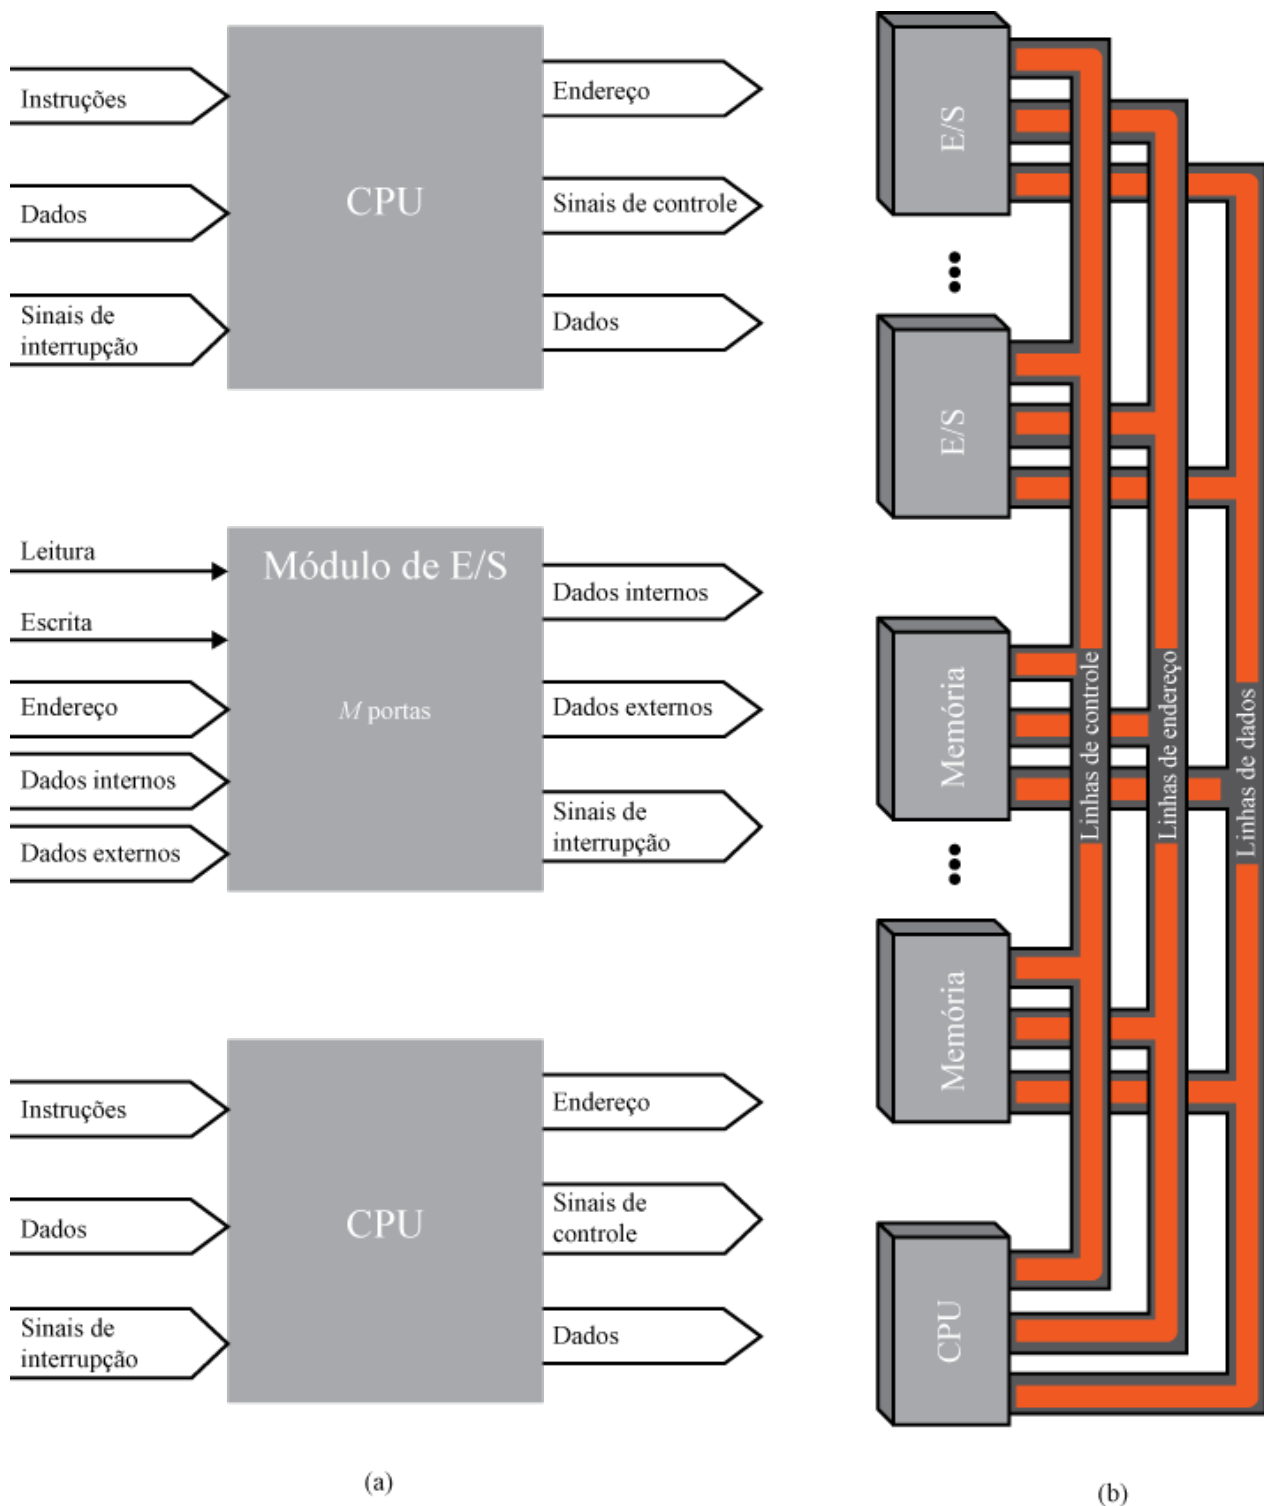 Instruções
Dados
Sinais de
interrupção
CPU
Endereço
Sinais de controle
Dados
Leitura
Escrita
Endereço
Dados internos
Dados externos
Módulo de E/S
M portas
Dados internos
Dados externos
Sinais de
interrupção
Instruções
Dados
Sinais de
interrupção
CPU
Endereço
Sinais de
controle
Dados
(a)
E/S
E/S
Memória
Memória
CPU
Linhas de controle
Linhas de endereço
Linhas de dados
(b)